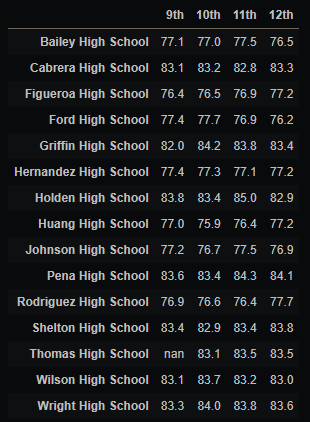 9th 10th 11th 12th
Bailey High School 77.1 77.0 77.5 76.5
Cabrera High School 83.1 83.2 82.8 83.3
Figueroa High School 76.4 76.5 76.9 77.2
Ford High School 77.4 77.7 76.9 76.2
Griffin High School 82.0 84.2 83.8 83.4
Hernandez High School 77.4 77.3 77.1 77.2
Holden High School 83.8 83.4 85.0 82.9
Huang High School 77.0 75.9 76.4 77.2
Johnson High School 77.2 76.7 77.5 76.9
Pena High School 83.6 83.4 84.3 84.1
Rodriguez High School 76.9 76.6 76.4 77.7
Shelton High School 83.4 82.9 83.4 83.8
Thomas High School nan 83.1 83.5 83.5
Wilson High School 83.1 83.7 83.2 83.0
Wright High School 83.3 84.0 83.8 83.6